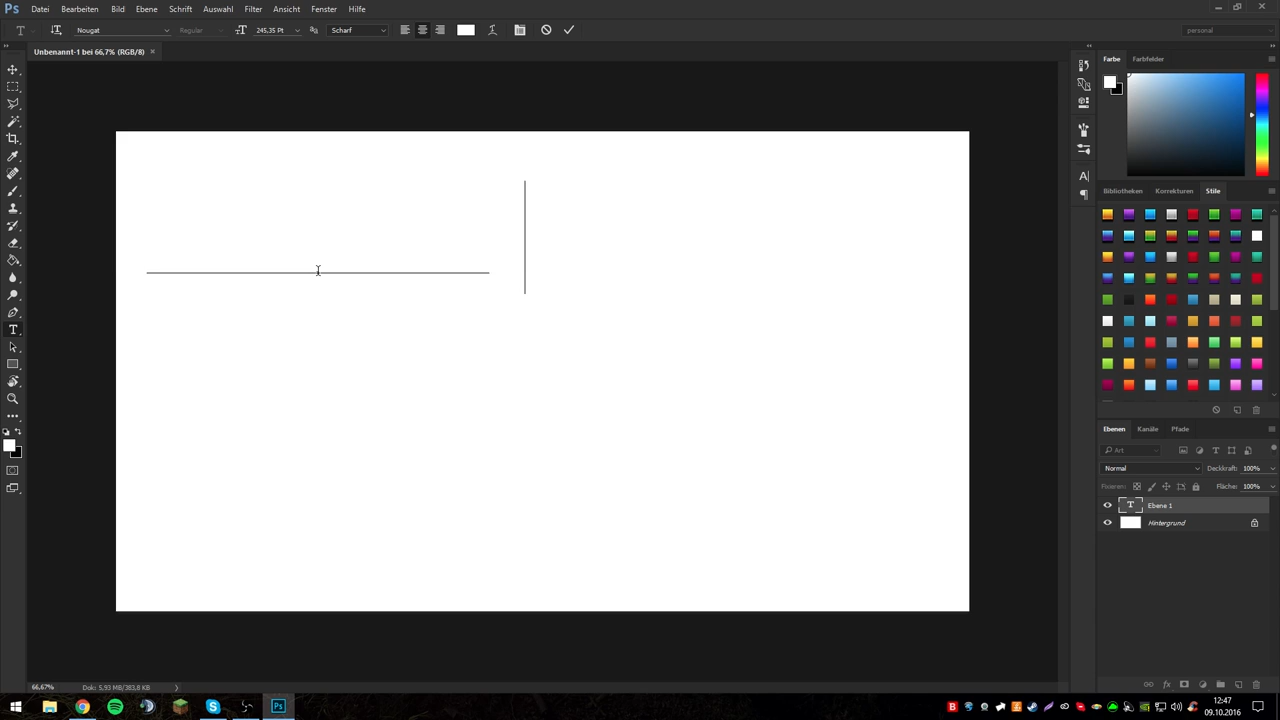 Ps Datei Bearbeiten Bild Ebene Schrift Auswahl Filter Ansicht Fenster Hilfe
Nougat Regular 245,35 Pt Scharf personal
Unbenannt-1 bei 66,7% (RGB/8) ×
Farbe Farbfelder
Bibliotheken Korrekturen Stile
Ebenen Kanäle Pfade
Art
Normal Deckkraft: 100%
Fixieren: Fläche: 100%
T Ebene 1
Hintergrund
66,67% Dok: 5,93 MB/383,8 KB
12:47
09.10.2016